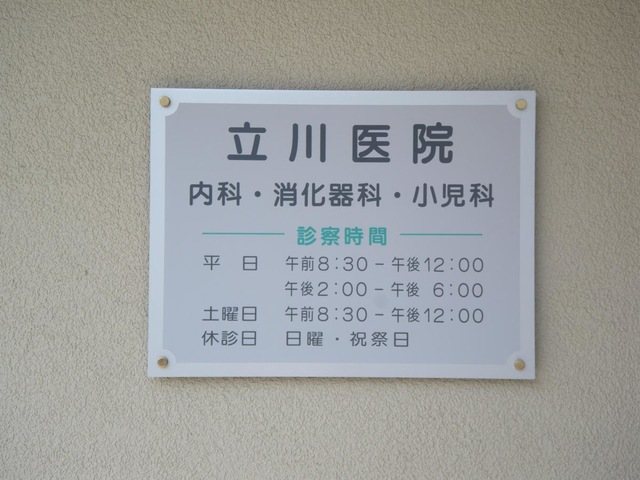 立川医院
内科・消化器科・小児科
診察時間
平日 午前8:30－午後12:00
午後2:00－午後 6:00
土曜日 午前8:30－午後12:00
休診日 日曜・祝祭日